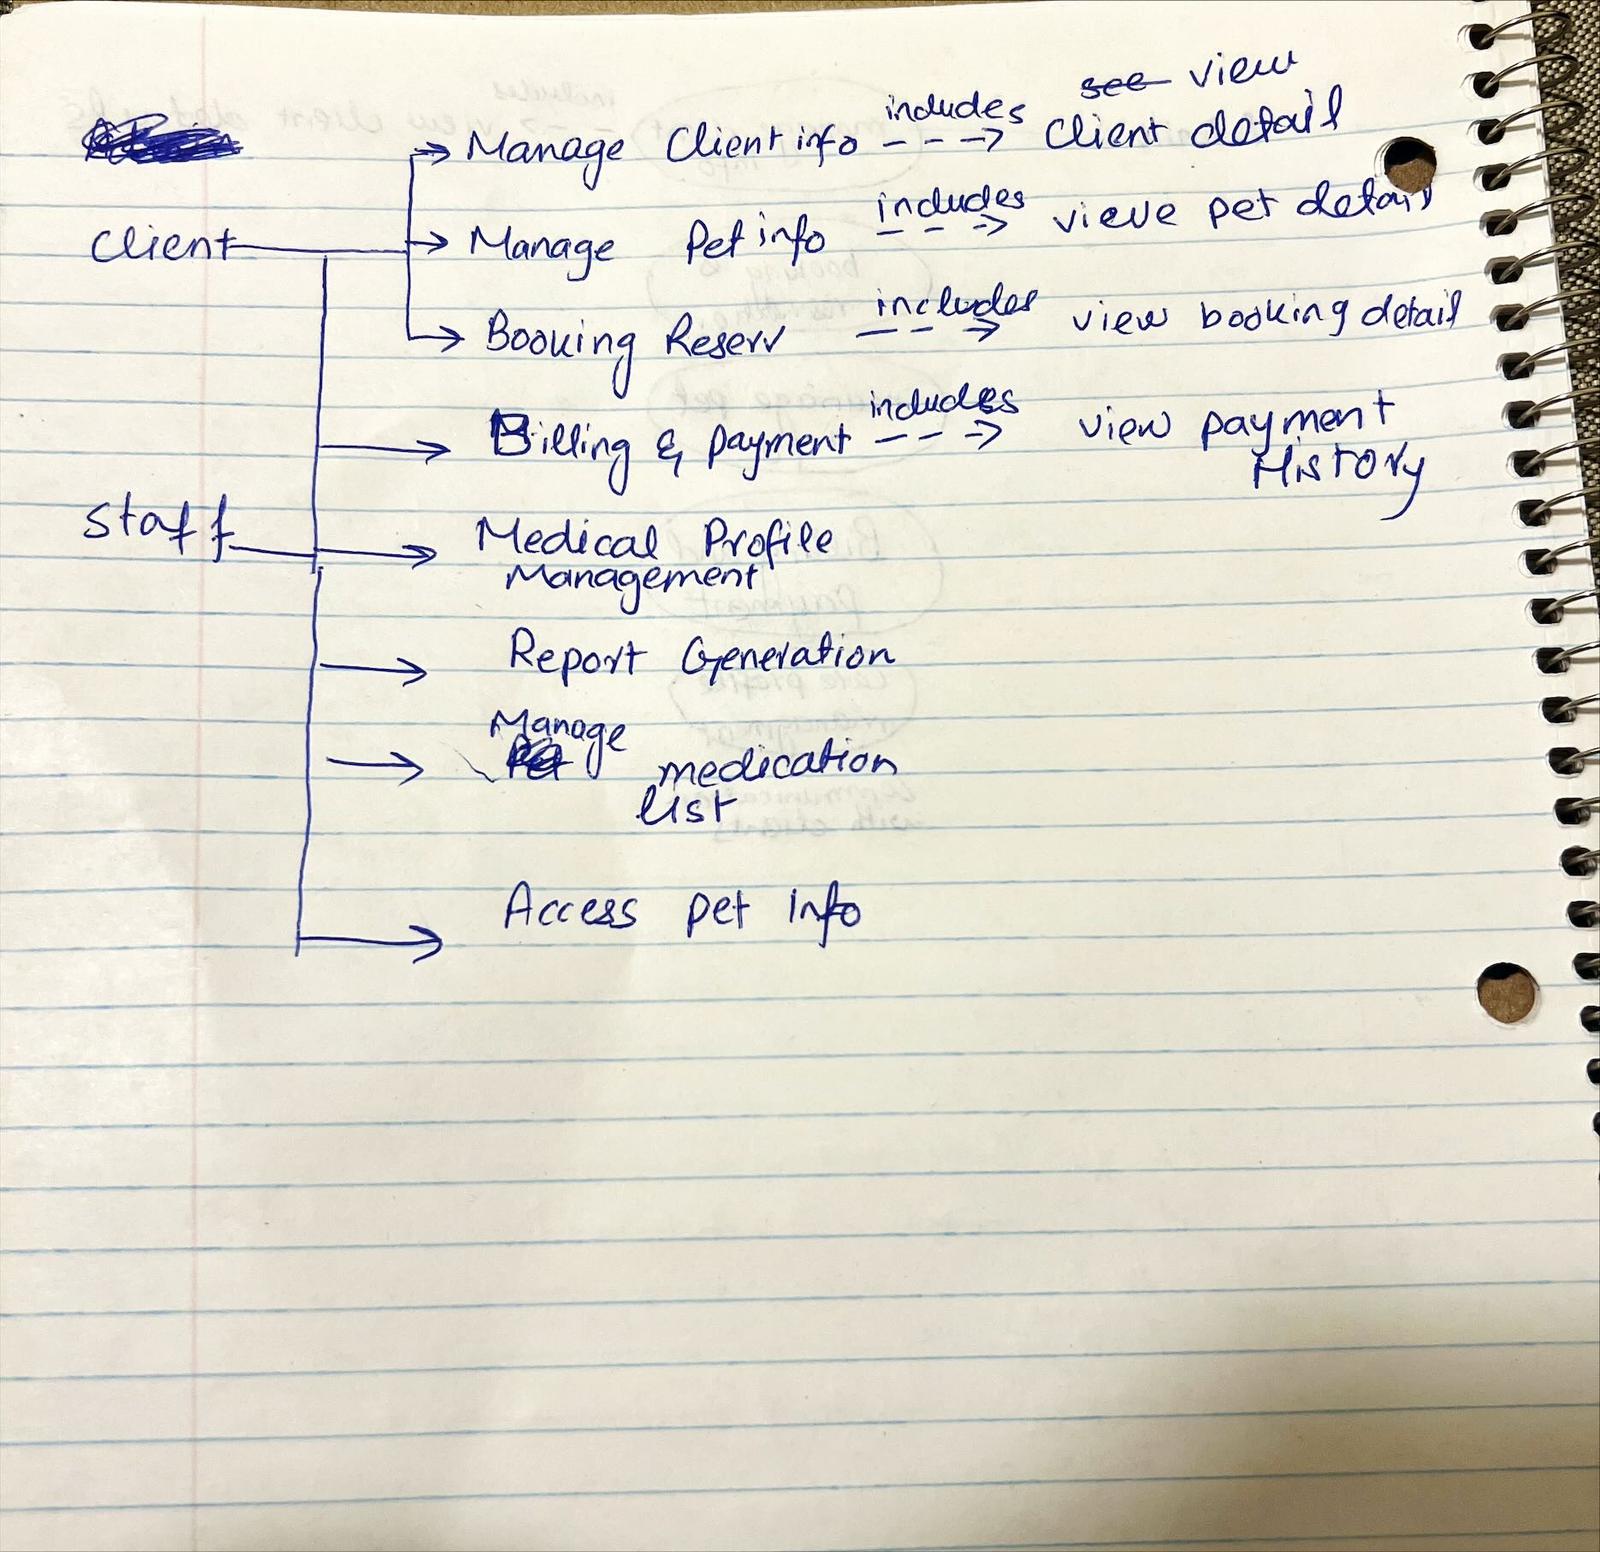 view
Manage Client info includes Client detail
Client
Manage Pet info includes view pet detail
Booking Reserv includes view booking detail
Billing & payment includes view payment
History
Staff
Medical Profile
Management
Report Generation
Manage
medication
list
Access pet Info